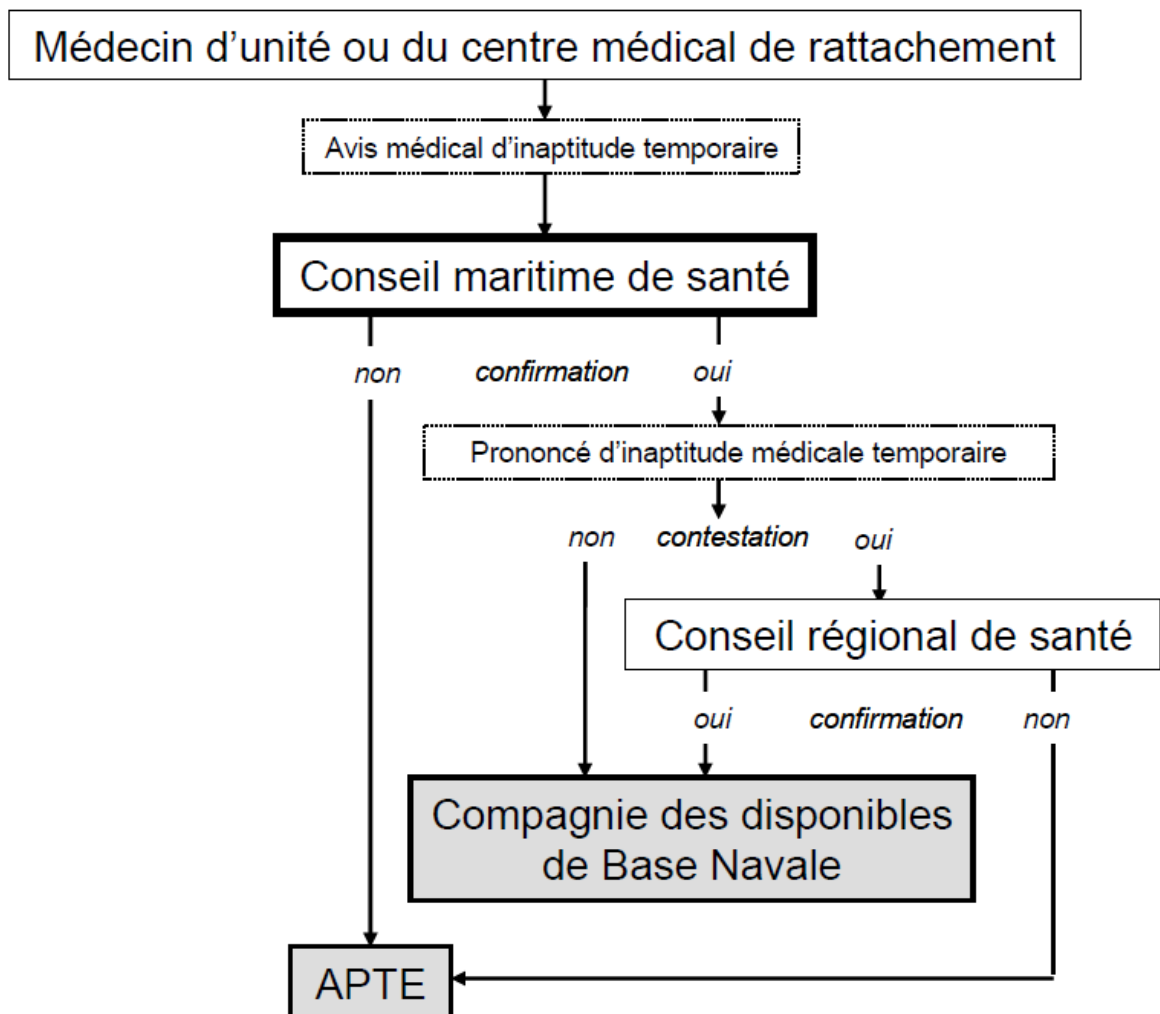 Médecin d’unité ou du centre médical de rattachement
Avis médical d’inaptitude temporaire
Conseil maritime de santé
non confirmation oui
Prononcé d’inaptitude médicale temporaire
non contestation oui
Conseil régional de santé
oui confirmation non
Compagnie des disponibles
de Base Navale
APTE